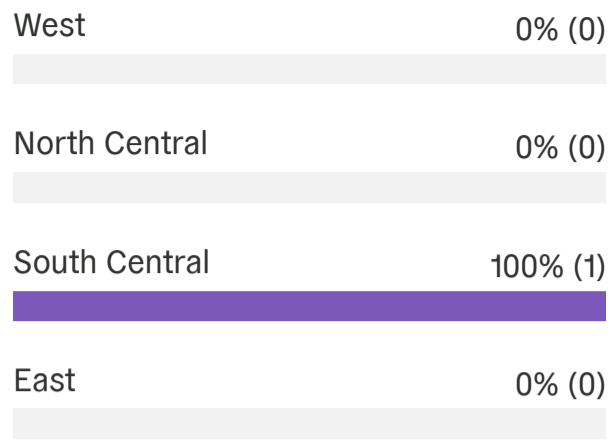 West 0% (0)
North Central 0% (0)
South Central 100% (1)
East 0% (0)